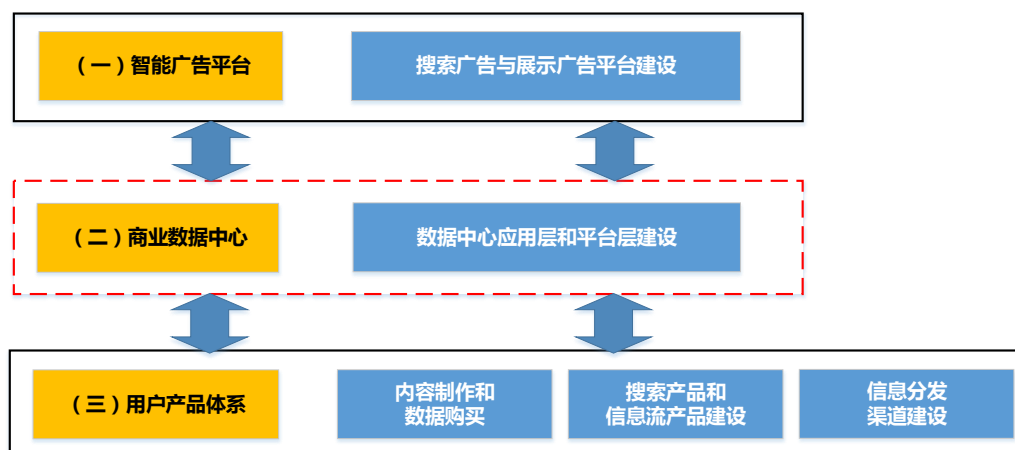 （一）智能广告平台
搜索广告与展示广告平台建设
（二）商业数据中心
数据中心应用层和平台层建设
（三）用户产品体系
内容制作和
数据购买
搜索产品和
信息流产品建设
信息分发
渠道建设